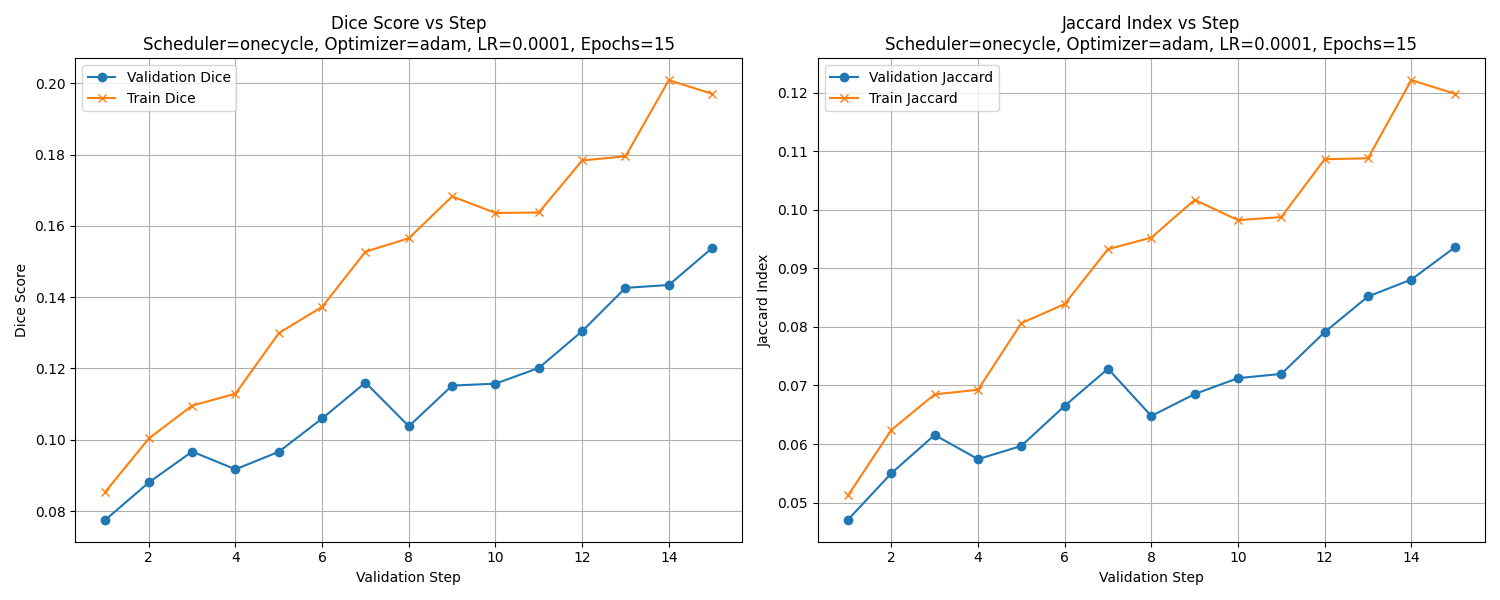 Dice Score vs Step
Scheduler=onecycle, Optimizer=adam, LR=0.0001, Epochs=15
Validation Dice
Train Dice
0.20
0.18
0.16
0.14
0.12
0.10
0.08
Dice Score
2 4 6 8 10 12 14
Validation Step
Jaccard Index vs Step
Scheduler=onecycle, Optimizer=adam, LR=0.0001, Epochs=15
Validation Jaccard
Train Jaccard
0.12
0.11
0.10
0.09
0.08
0.07
0.06
0.05
Jaccard Index
2 4 6 8 10 12 14
Validation Step